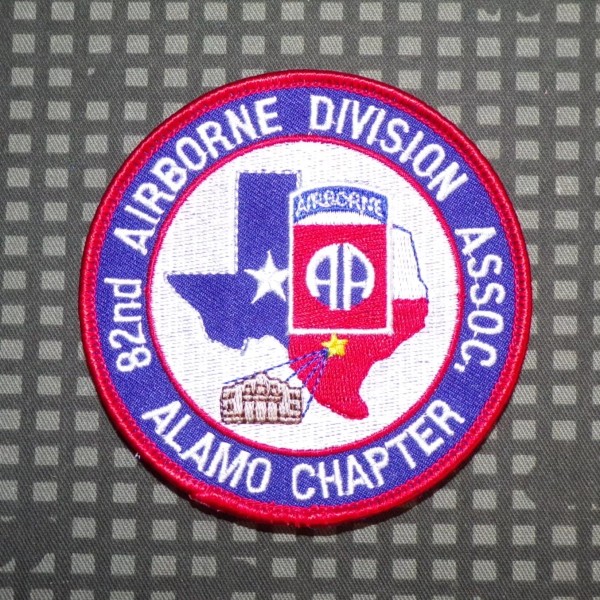 82nd AIRBORNE DIVISION ASSOC.
AIRBORNE
AA
ALAMO CHAPTER